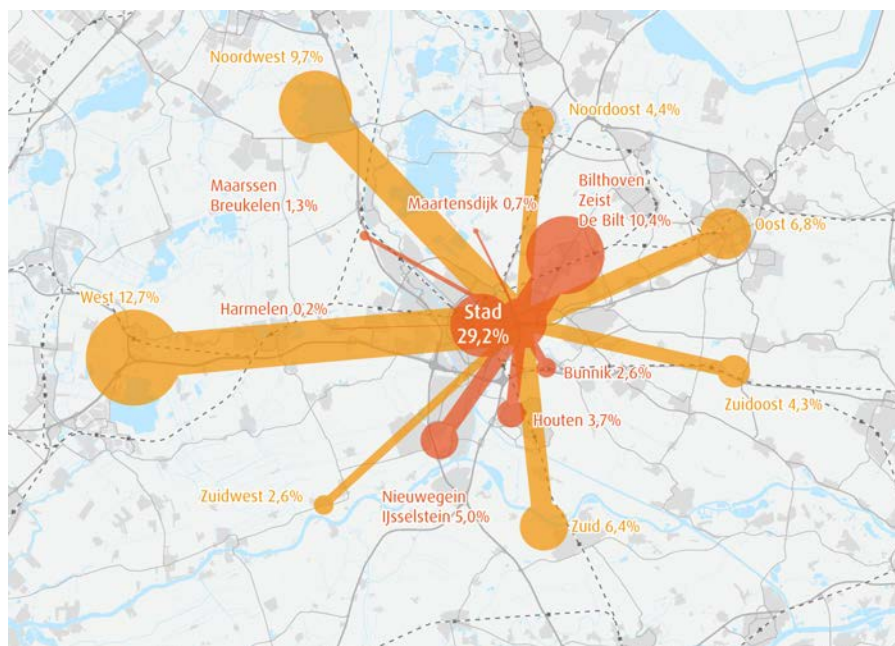 Noordwest 9,7%
Noordoost 4,4%
Maarssen
Breukelen 1,3%
Maartensdijk 0,7%
Bilthoven
Zeist
De Bilt 10,4%
Oost 6,8%
West 12,7%
Harmelen 0,2%
Stad
29,2%
Bunnik 2,6%
Zuidoost 4,3%
Houten 3,7%
Zuidwest 2,6%
Nieuwegein
IJsselstein 5,0%
Zuid 6,4%